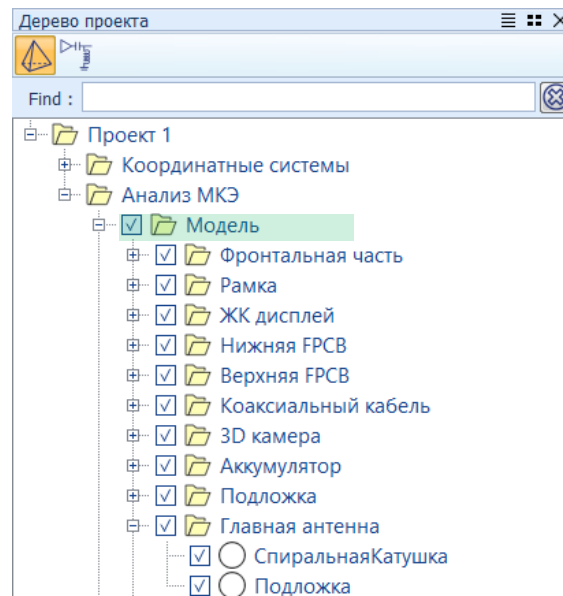 Дерево проекта
Find :
Проект 1
Координатные системы
Анализ МКЭ
Модель
Фронтальная часть
Рамка
ЖК дисплей
Нижняя FPCB
Верхняя FPCB
Коаксиальный кабель
3D камера
Аккумулятор
Подложка
Главная антенна
СпиральнаяКатушка
Подложка